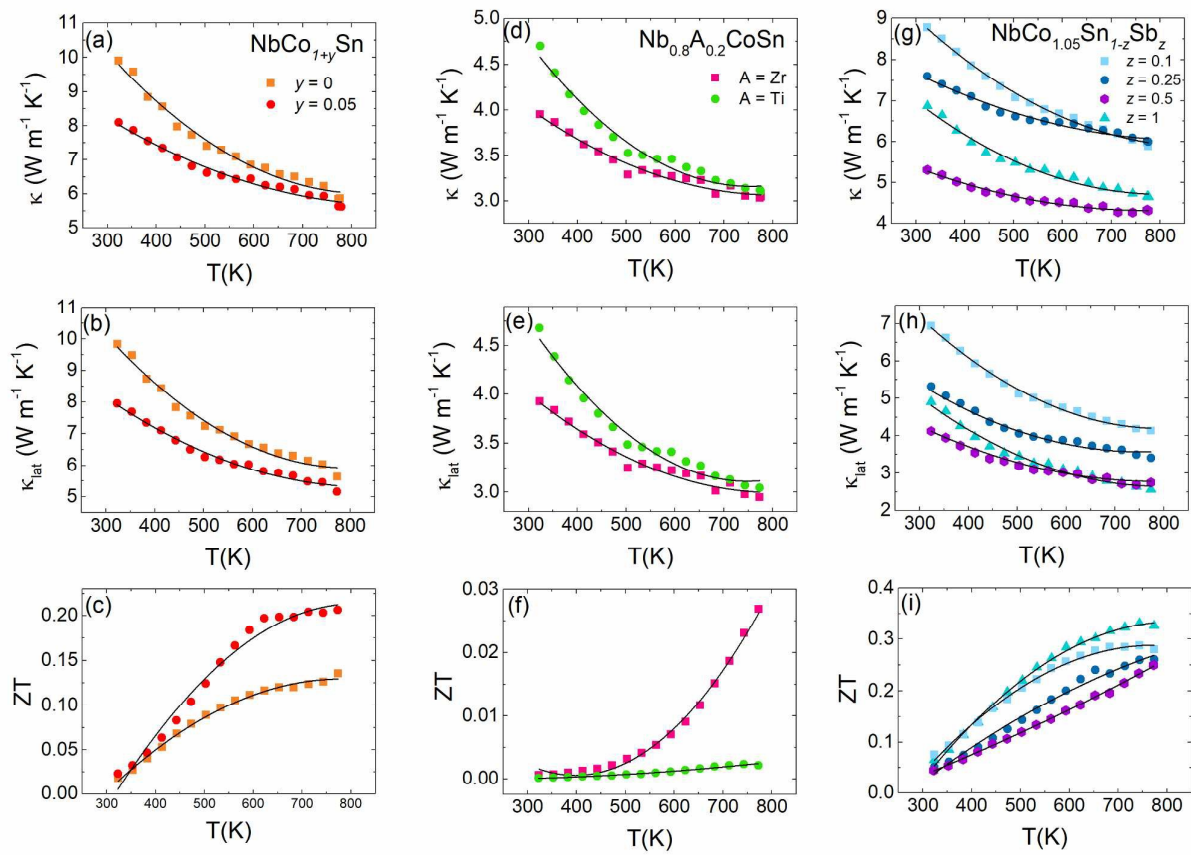 (a)
NbCo1+ySn
y = 0
y = 0.05
κ (W m-1 K-1)
11
10
9
8
7
6
5
300 400 500 600 700 800
T(K)
(d)
Nb0.8A0.2CoSn
A = Zr
A = Ti
κ (W m-1 K-1)
5.0
4.5
4.0
3.5
3.0
300 400 500 600 700 800
T(K)
(g)
NbCo1.05Sn1-zSbz
z = 0.1
z = 0.25
z = 0.5
z = 1
κ (W m-1 K-1)
9
8
7
6
5
4
300 400 500 600 700 800
T(K)
(b)
κlat (W m-1 K-1)
11
10
9
8
7
6
5
300 400 500 600 700 800
T(K)
(e)
κlat (W m-1 K-1)
4.5
4.0
3.5
3.0
300 400 500 600 700 800
T(K)
(h)
κlat (W m-1 K-1)
7
6
5
4
3
2
300 400 500 600 700 800
T(K)
(c)
ZT
0.20
0.15
0.10
0.05
0.00
300 400 500 600 700 800
T(K)
(f)
ZT
0.03
0.02
0.01
0.00
300 400 500 600 700 800
T(K)
(i)
ZT
0.4
0.3
0.2
0.1
0.0
300 400 500 600 700 800
T(K)